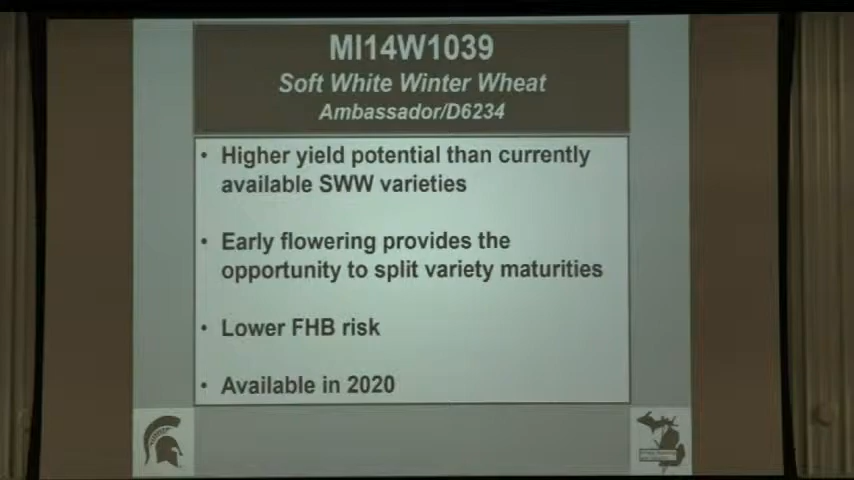 MI14W1039
Soft White Winter Wheat
Ambassador/D6234
• Higher yield potential than currently
available SWW varieties
• Early flowering provides the
opportunity to split variety maturities
• Lower FHB risk
• Available in 2020